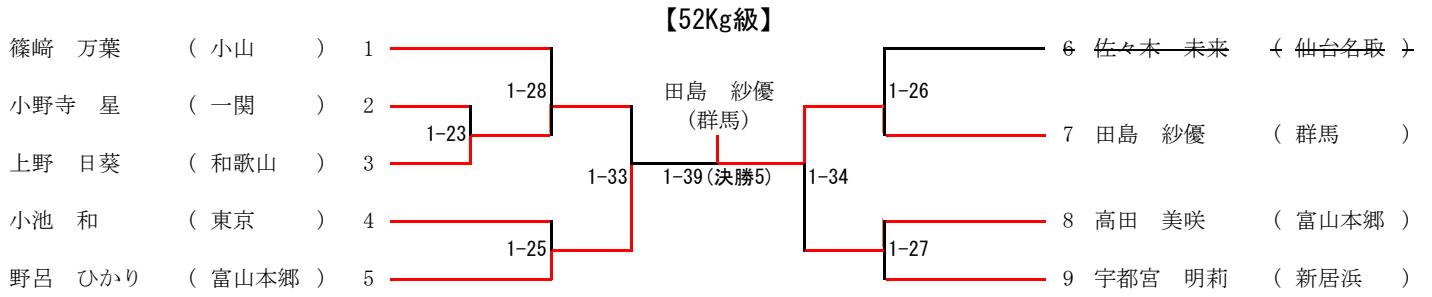 【52Kg級】
篠﨑 万葉 ( 小山 ) 1
小野寺 星 ( 一関 ) 2
上野 日葵 ( 和歌山 ) 3
小池 和 ( 東京 ) 4
野呂 ひかり ( 富山本郷 ) 5
1-28
1-23
1-25
1-33
田島 紗優
(群馬)
1-39(決勝5)
1-34
1-26
1-27
6 佐々木 未来 ( 仙台名取 )
7 田島 紗優 ( 群馬 )
8 高田 美咲 ( 富山本郷 )
9 宇都宮 明莉 ( 新居浜 )